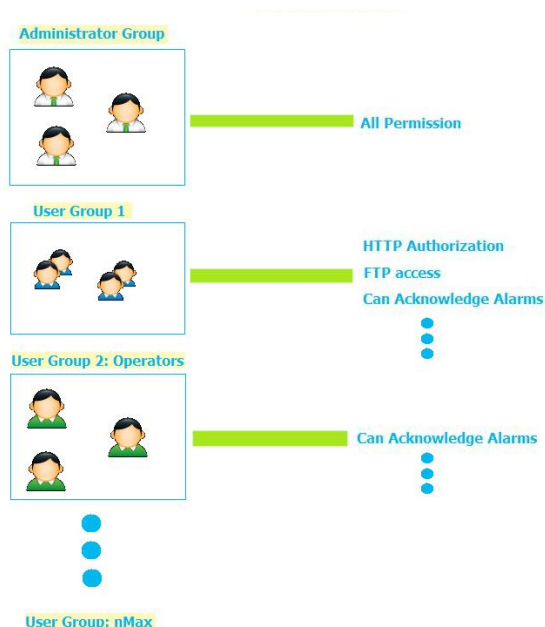 Administrator Group
All Permission
User Group 1
HTTP Authorization
FTP access
Can Acknowledge Alarms
User Group 2: Operators
Can Acknowledge Alarms
User Group: nMax